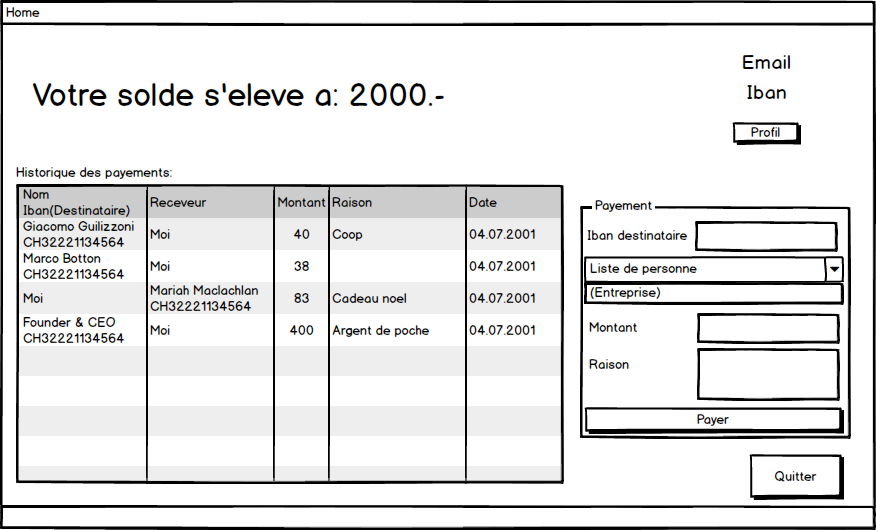 Home
Email
Votre solde s'eleve a: 2000.-
Iban
Profil
Historique des payements:
Nom
Iban(Destinataire)
Receveur
Montant
Raison
Date
Giacomo Guilizzoni
CH32221134564
Moi
40
Coop
04.07.2001
Marco Botton
CH32221134564
Moi
38
04.07.2001
Moi
Mariah Maclachlan
CH32221134564
83
Cadeau noel
04.07.2001
Founder & CEO
CH32221134564
Moi
400
Argent de poche
04.07.2001
Payement
Iban destinataire
Liste de personne
(Entreprise)
Montant
Raison
Payer
Quitter